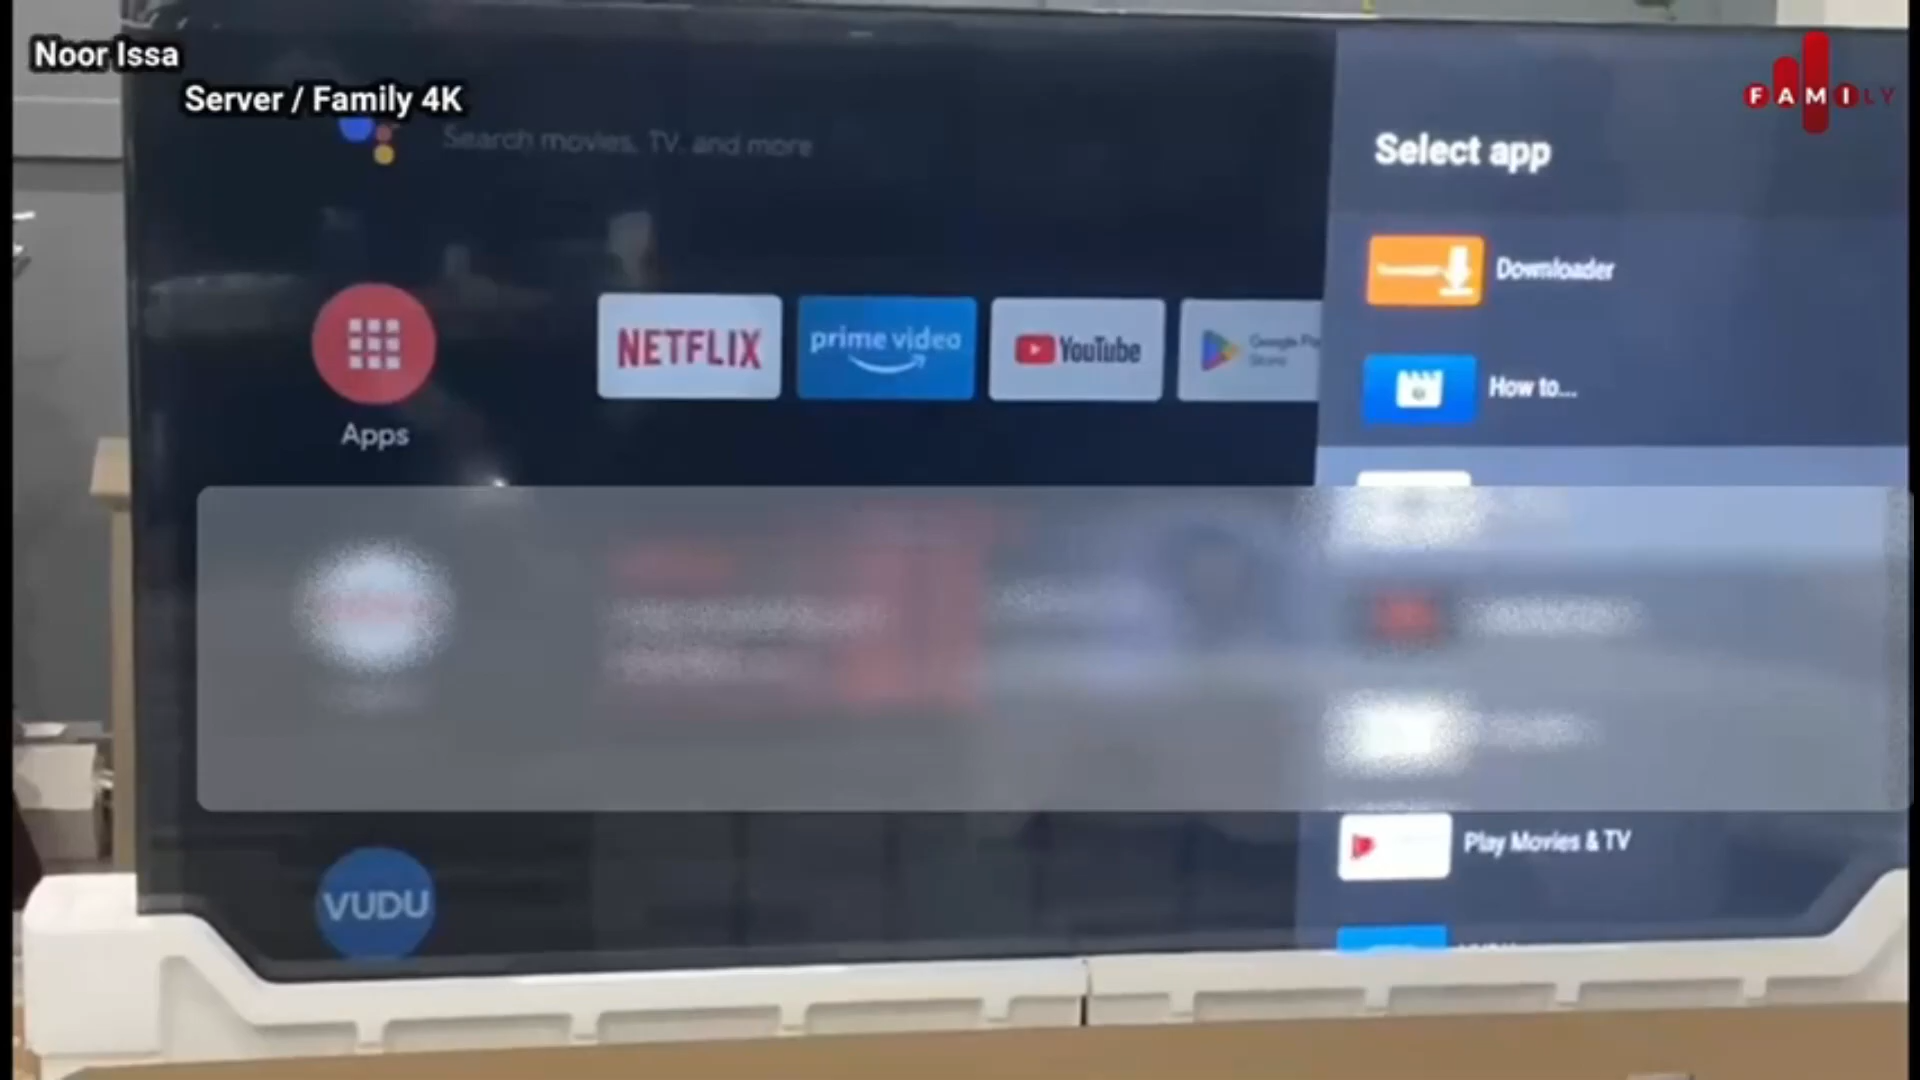 Noor Issa
Server / Family 4K
FAMILY
Search movies, TV, and more
Select app
Downloader
How to...
NETFLIX
prime video
YouTube
Google
Apps
Play Movies & TV
VUDU